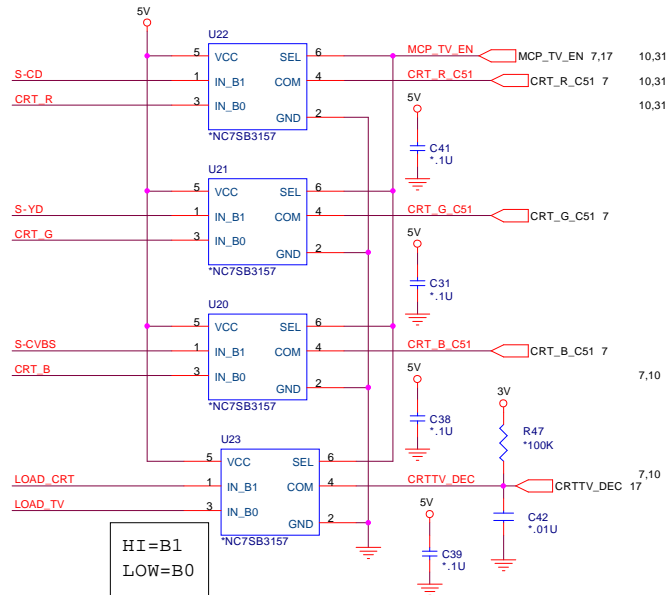 5V
U22
VCC
SEL
IN_B1
COM
IN_B0
GND
5
1
3
6
4
2
*NC7SB3157
S-CD
CRT_R
MCP_TV_EN
MCP_TV_EN 7,17
10,31
CRT_R_C51
CRT_R_C51 7
10,31
10,31
5V
C41
*.1U
U21
VCC
SEL
IN_B1
COM
IN_B0
GND
5
1
3
6
4
2
*NC7SB3157
S-YD
CRT_G
CRT_G_C51
CRT_G_C51 7
5V
C31
*.1U
U20
VCC
SEL
IN_B1
COM
IN_B0
GND
5
1
3
6
4
2
*NC7SB3157
S-CVBS
CRT_B
CRT_B_C51
CRT_B_C51 7
7,10
5V
C38
*.1U
3V
R47
*100K
U23
VCC
SEL
IN_B1
COM
IN_B0
GND
5
1
3
6
4
2
*NC7SB3157
LOAD_CRT
LOAD_TV
CRTTV_DEC
7,10
CRTTV_DEC 17
C42
*.01U
5V
C39
*.1U
HI=B1
LOW=B0